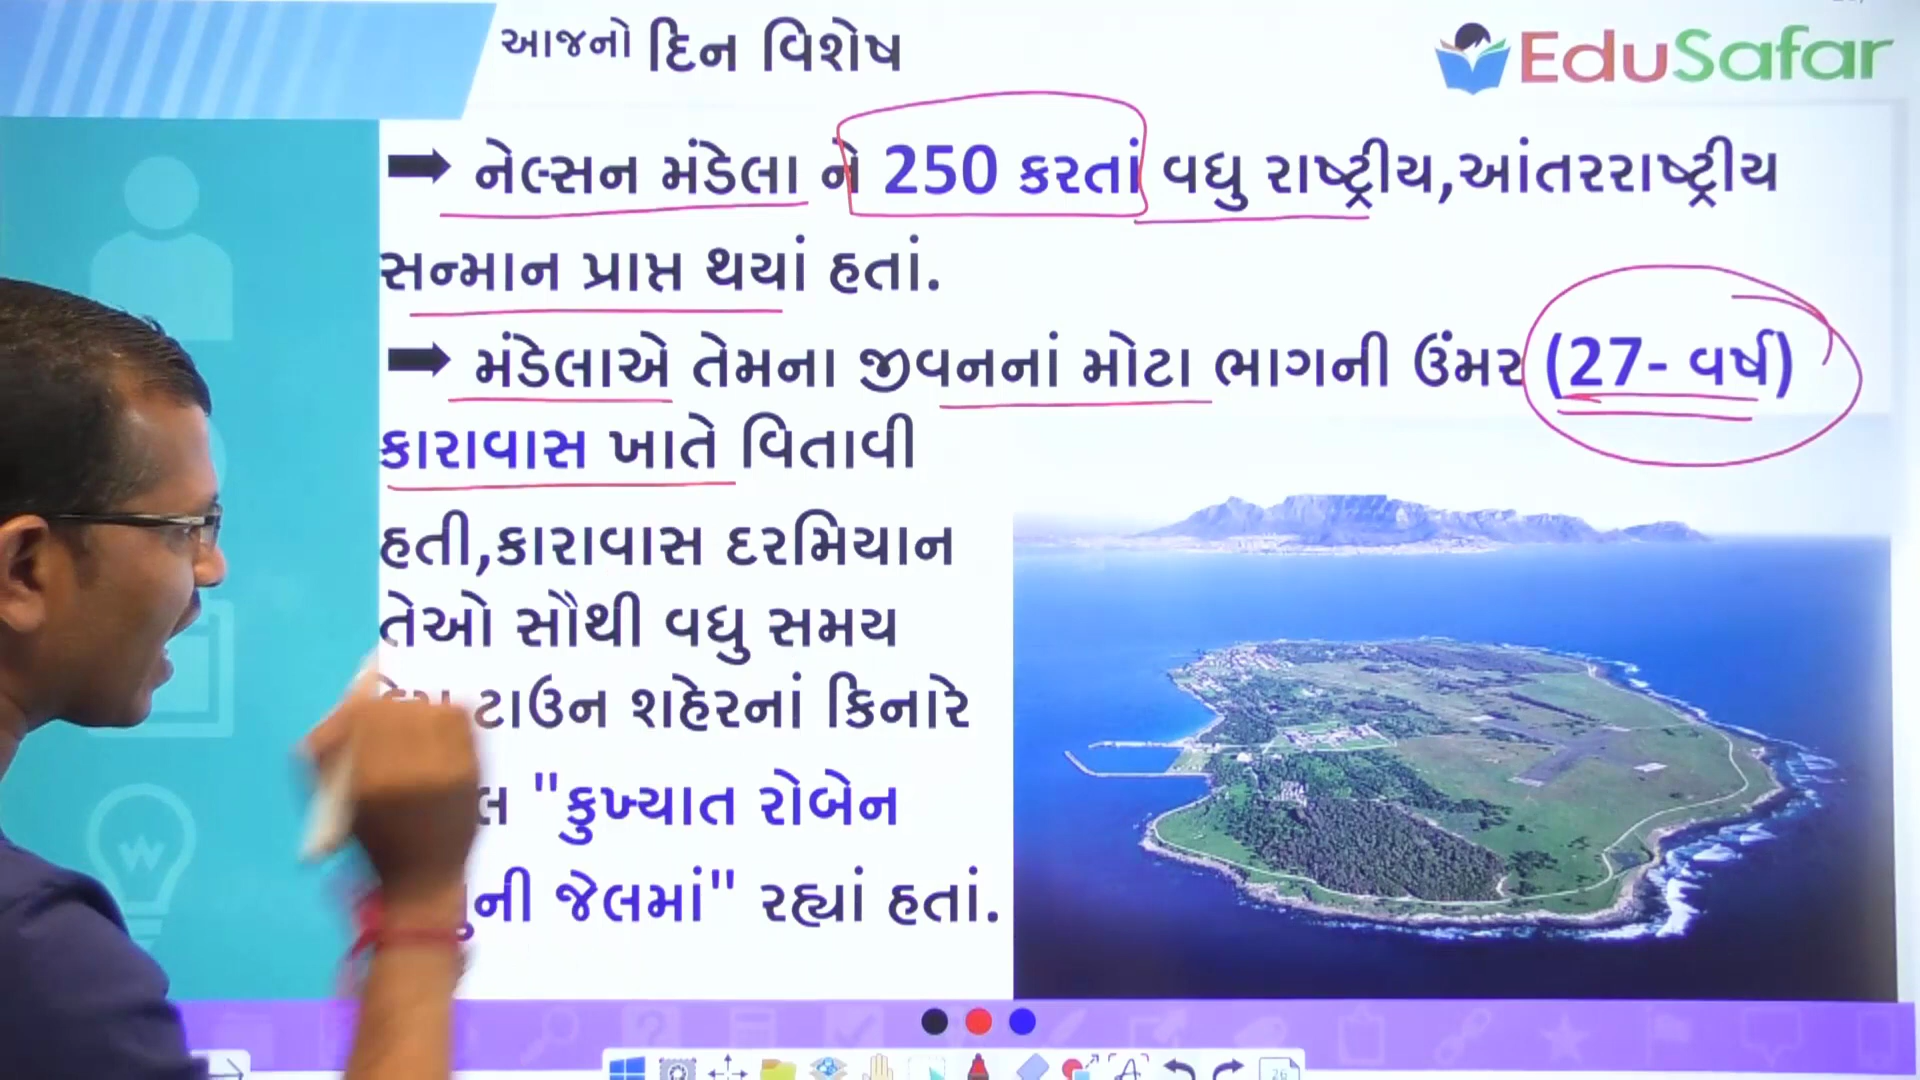 આજનો દિન વિશેષ
EduSafar
➡ નેલ્સન મંડેલા ને 250 કરતાં વધુ રાષ્ટ્રીય,આંતરરાષ્ટ્રીય
સન્માન પ્રાપ્ત થયાં હતાં.
➡ મંડેલાએ તેમના જીવનનાં મોટા ભાગની ઉંમર (27- વર્ષ)
કારાવાસ ખાતે વિતાવી
હતી,કારાવાસ દરમિયાન
તેઓ સૌથી વધુ સમય
ટાઉન શહેરનાં કિનારે
"કુખ્યાત રોબેન
જેલમાં" રહ્યાં હતાં.
26